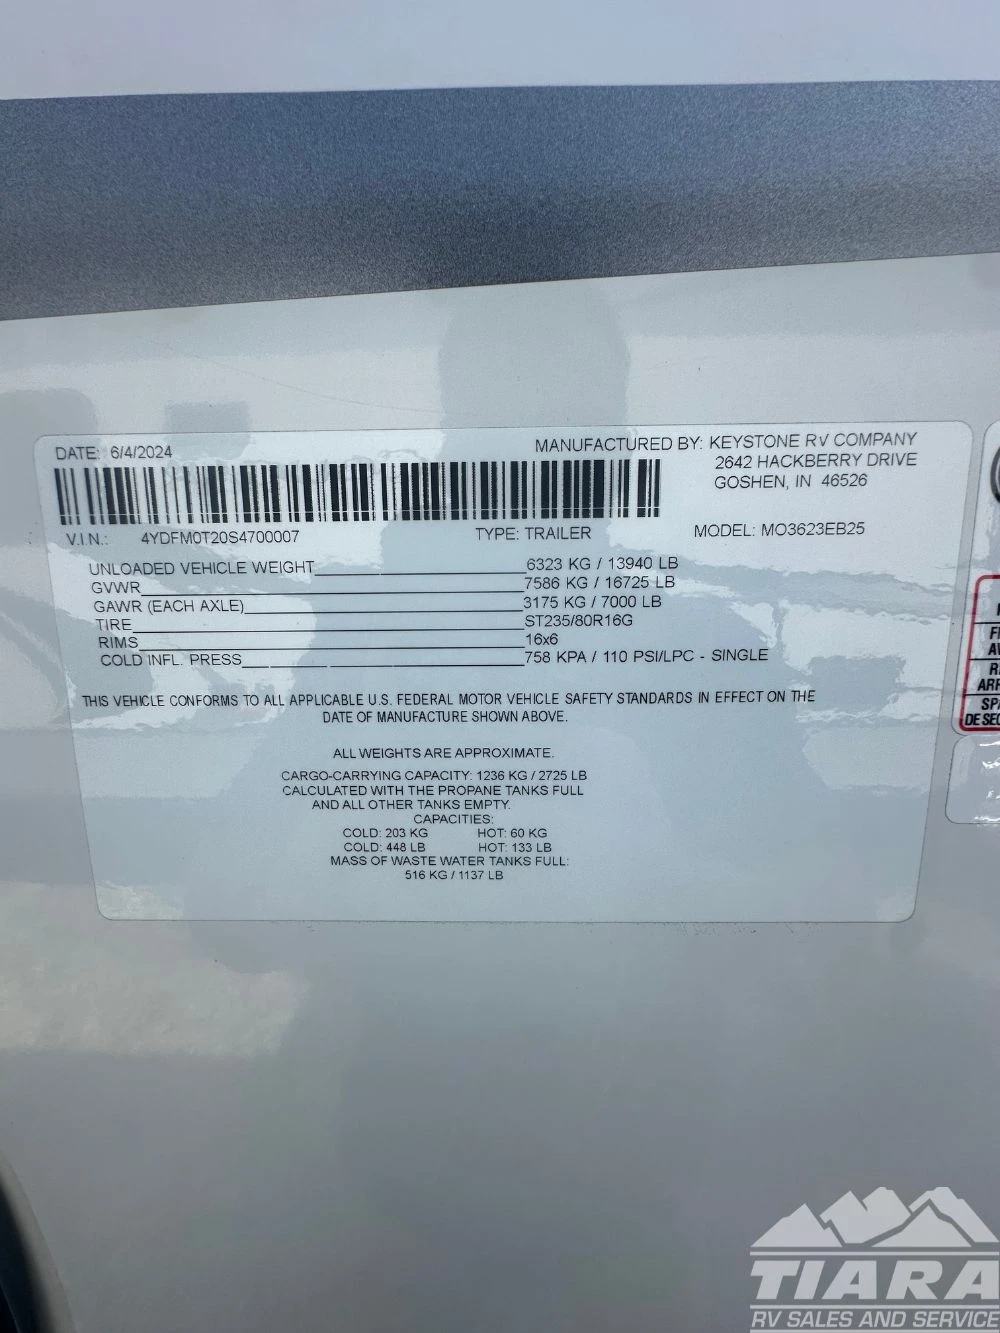 DATE: 6/4/2024
MANUFACTURED BY: KEYSTONE RV COMPANY
2642 HACKBERRY DRIVE
GOSHEN, IN 46526
V.I.N.: 4YDFM0T20S4700007 TYPE: TRAILER MODEL: MO3623EB25
UNLOADED VEHICLE WEIGHT 6323 KG / 13940 LB
GVWR 7586 KG / 16725 LB
GAWR (EACH AXLE) 3175 KG / 7000 LB
TIRE ST235/80R16G
RIMS 16x6
COLD INFL. PRESS. 758 KPA / 110 PSI/LPC - SINGLE
THIS VEHICLE CONFORMS TO ALL APPLICABLE U.S. FEDERAL MOTOR VEHICLE SAFETY STANDARDS IN EFFECT ON THE
DATE OF MANUFACTURE SHOWN ABOVE.
ALL WEIGHTS ARE APPROXIMATE.
CARGO-CARRYING CAPACITY: 1236 KG / 2725 LB
CALCULATED WITH THE PROPANE TANKS FULL
AND ALL OTHER TANKS EMPTY.
CAPACITIES:
COLD: 203 KG HOT: 60 KG
COLD: 448 LB HOT: 133 LB
MASS OF WASTE WATER TANKS FULL:
516 KG / 1137 LB
ARR
DE SEC
TIARA
RV SALES AND SERVICE